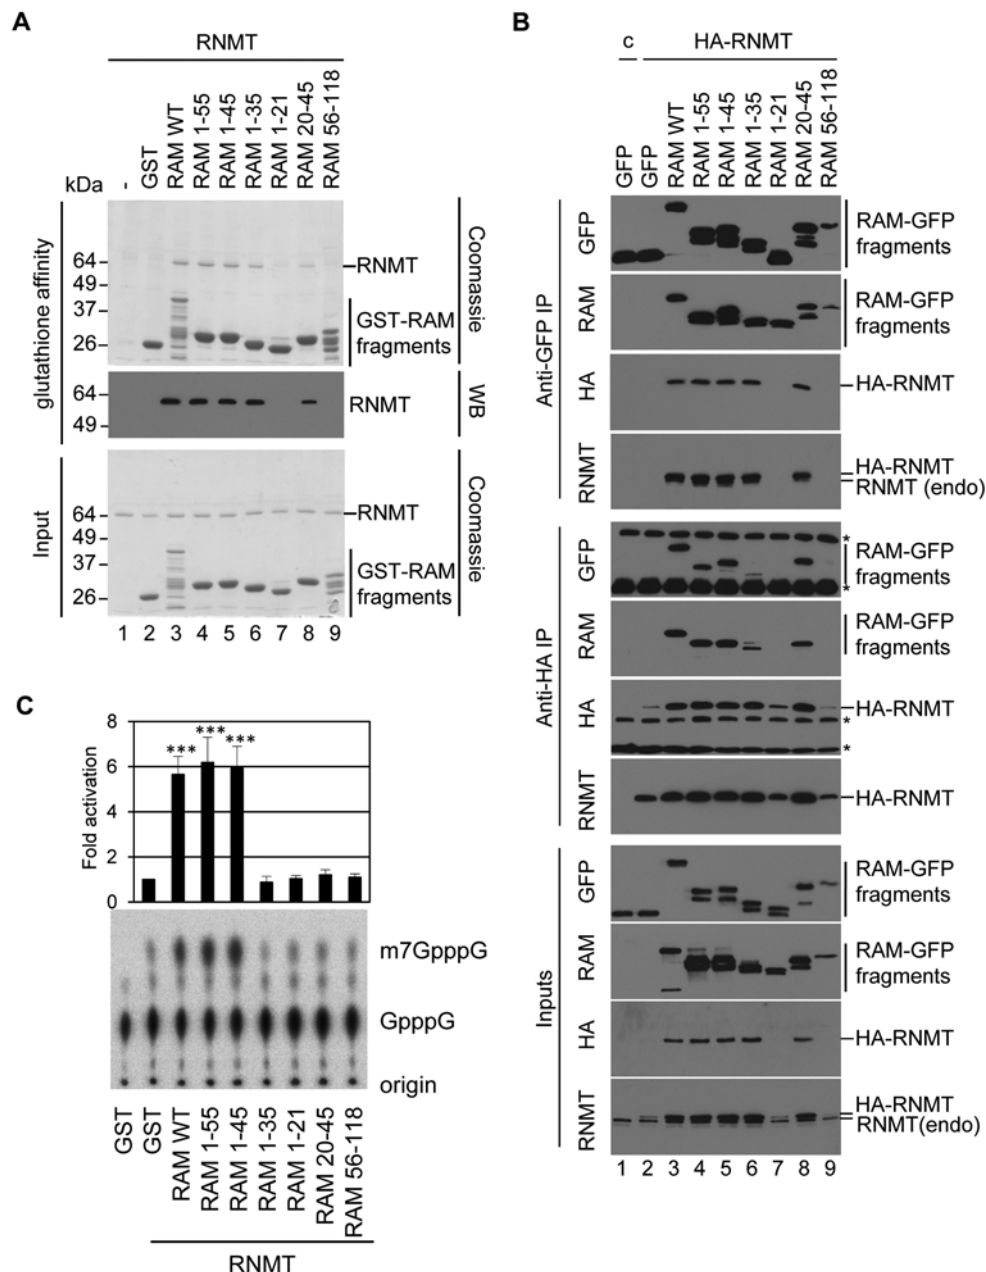 A
RNMT
kDa
-
GST
RAM WT
RAM 1-55
RAM 1-45
RAM 1-35
RAM 1-21
RAM 20-45
RAM 56-118
glutathione affinity
64
49
37
26
RNMT
GST-RAM
fragments
Coomassie
64
49
RNMT
WB
Input
64
49
37
26
RNMT
GST-RAM
fragments
Coomassie
1 2 3 4 5 6 7 8 9
B
c
HA-RNMT
GFP
GFP
RAM WT
RAM 1-55
RAM 1-45
RAM 1-35
RAM 1-21
RAM 20-45
RAM 56-118
Anti-GFP IP
GFP
RAM-GFP
fragments
RAM
RAM-GFP
fragments
HA
HA-RNMT
RNMT
HA-RNMT
RNMT (endo)
Anti-HA IP
GFP
*
RAM-GFP
fragments
*
RAM
RAM-GFP
fragments
HA
HA-RNMT
*
*
RNMT
HA-RNMT
Inputs
GFP
RAM-GFP
fragments
RAM
RAM-GFP
fragments
HA
HA-RNMT
RNMT
HA-RNMT
RNMT(endo)
1 2 3 4 5 6 7 8 9
C
Fold activation
8
6
4
2
0
***
***
***
m7GpppG
GpppG
origin
GST
GST
RAM WT
RAM 1-55
RAM 1-45
RAM 1-35
RAM 1-21
RAM 20-45
RAM 56-118
RNMT